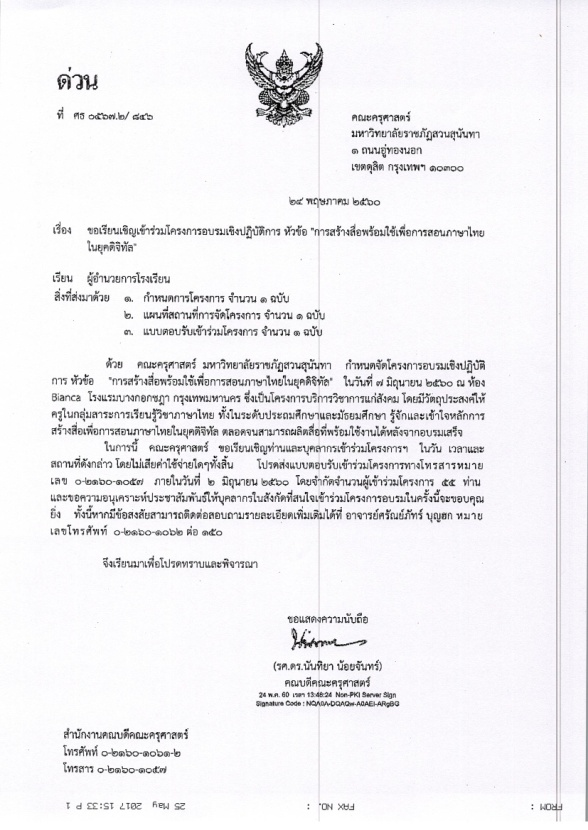 ด่วน
ที่ ศธ ๐๕๖๗.๒/ ๘๔๖
คณะครุศาสตร์
มหาวิทยาลัยราชภัฏสวนสุนันทา
๑ ถนนอู่ทองนอก
เขตดุสิต กรุงเทพฯ ๑๐๓๐๐
๒๔ พฤษภาคม ๒๕๖๐
เรื่อง ขอเรียนเชิญเข้าร่วมโครงการอบรมเชิงปฏิบัติการ หัวข้อ "การสร้างสื่อพร้อมใช้เพื่อการสอนภาษาไทย
ในยุคดิจิทัล"
เรียน ผู้อำนวยการโรงเรียน
สิ่งที่ส่งมาด้วย ๑. กำหนดการโครงการ จำนวน ๑ ฉบับ
๒. แผนที่สถานที่การจัดโครงการ จำนวน ๑ ฉบับ
๓. แบบตอบรับเข้าร่วมโครงการ จำนวน ๑ ฉบับ
ด้วย คณะครุศาสตร์ มหาวิทยาลัยราชภัฏสวนสุนันทา กำหนดจัดโครงการอบรมเชิงปฏิบัติ
การ หัวข้อ "การสร้างสื่อพร้อมใช้เพื่อการสอนภาษาไทยในยุคดิจิทัล" ในวันที่ ๗ มิถุนายน ๒๕๖๐ ณ ห้อง
Bianca โรงแรมบางกอกชฎา กรุงเทพมหานคร ซึ่งเป็นโครงการบริการวิชาการแก่สังคม โดยมีวัตถุประสงค์ให้
ครูในกลุ่มสาระการเรียนรู้วิชาภาษาไทย ทั้งในระดับประถมศึกษาและมัธยมศึกษา รู้จักและเข้าใจหลักการ
สร้างสื่อเพื่อการสอนภาษาไทยในยุคดิจิทัล ตลอดจนสามารถผลิตสื่อที่พร้อมใช้งานได้หลังจากอบรมเสร็จ
ในการนี้ คณะครุศาสตร์ ขอเรียนเชิญท่านและบุคลากรเข้าร่วมโครงการฯ ในวัน เวลาและ
สถานที่ดังกล่าว โดยไม่เสียค่าใช้จ่ายใดๆทั้งสิ้น โปรดส่งแบบตอบรับเข้าร่วมโครงการทางโทรสารหมาย
เลข ๐-๒๑๖๐-๑๐๕๗ ภายในวันที่ ๒ มิถุนายน ๒๕๖๐ โดยจำกัดจำนวนผู้เข้าร่วมโครงการ ๕๕ ท่าน
และขอความอนุเคราะห์ประชาสัมพันธ์ให้บุคลากรในสังกัดที่สนใจเข้าร่วมโครงการอบรมในครั้งนี้จะขอบคุณ
ยิ่ง ทั้งนี้หากมีข้อสงสัยสามารถติดต่อสอบถามรายละเอียดเพิ่มเติมได้ที่ อาจารย์ศรัณย์ภัทร์ บุญฮก หมาย
เลขโทรศัพท์ ๐-๒๑๖๐-๑๐๖๒ ต่อ ๑๕๐
จึงเรียนมาเพื่อโปรดทราบและพิจารณา
ขอแสดงความนับถือ
(รศ.ดร.นันทิยา น้อยจันทร์)
คณบดีคณะครุศาสตร์
24 พ.ค. 60 เวลา 13:46:24 Non-PKI Server Sign
Signature Code : NQA0A-DQAQw-A0AEI-ARgBG
สำนักงานคณบดีคณะครุศาสตร์
โทรศัพท์ ๐-๒๑๖๐-๑๐๖๑-๒
โทรสาร ๐-๒๑๖๐-๑๐๕๗
FROM : FAX NO. : 25 May 2017 15:33 P 1